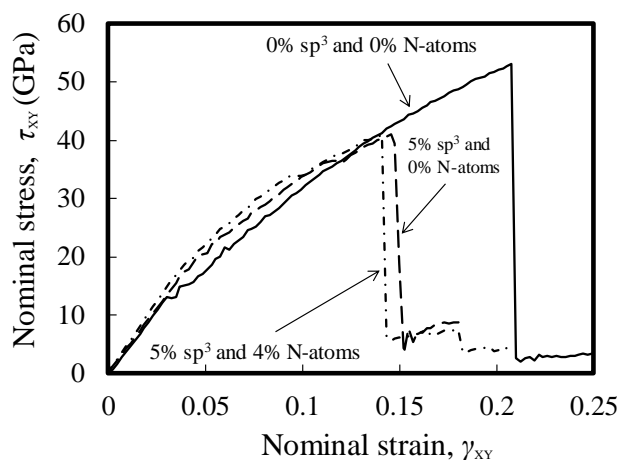 60
50
40
30
20
10
0
Nominal stress, τXY (GPa)
0% sp³ and 0% N-atoms
5% sp³ and
0% N-atoms
5% sp³ and 4% N-atoms
0 0.05 0.1 0.15 0.2 0.25
Nominal strain, γXY